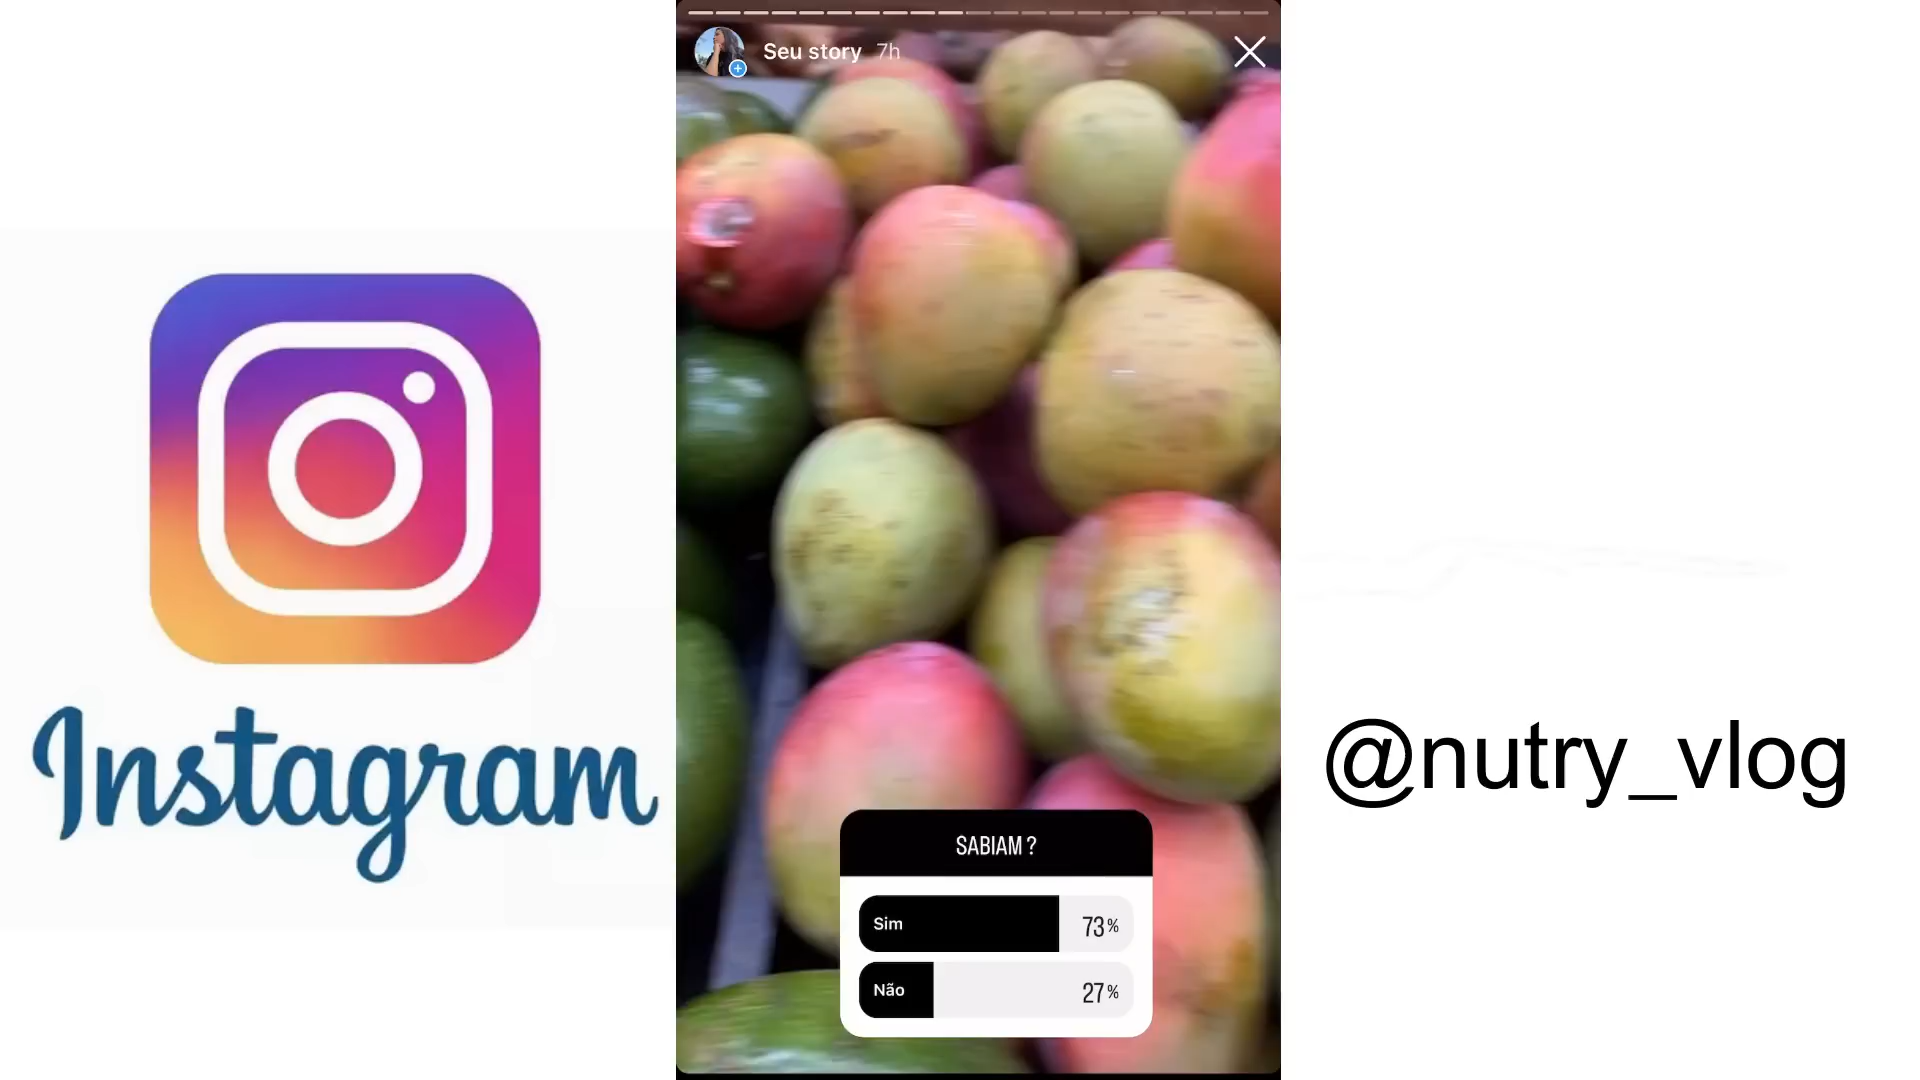 Seu story 7h
Instagram
@nutry_vlog
SABIAM ?
Sim 73%
Não 27%